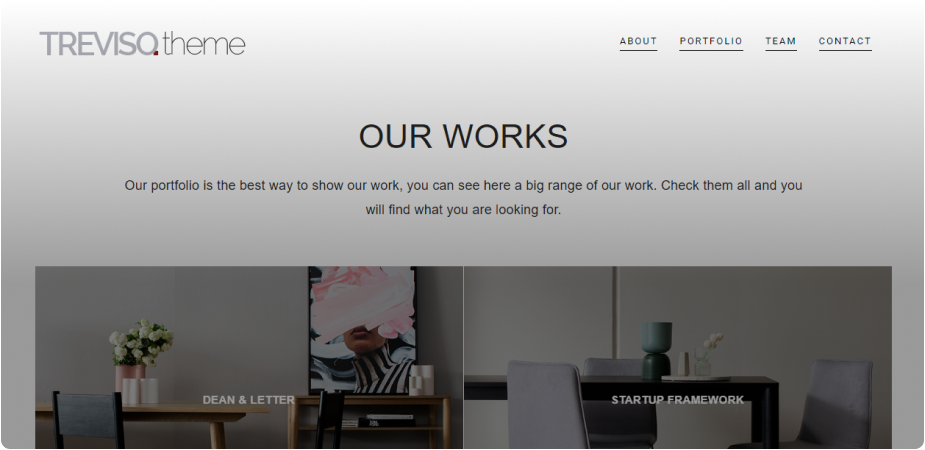 TREVISO.theme
ABOUT PORTFOLIO TEAM CONTACT
OUR WORKS
Our portfolio is the best way to show our work, you can see here a big range of our work. Check them all and you
will find what you are looking for.
DEAN & LETTER
STARTUP FRAMEWORK